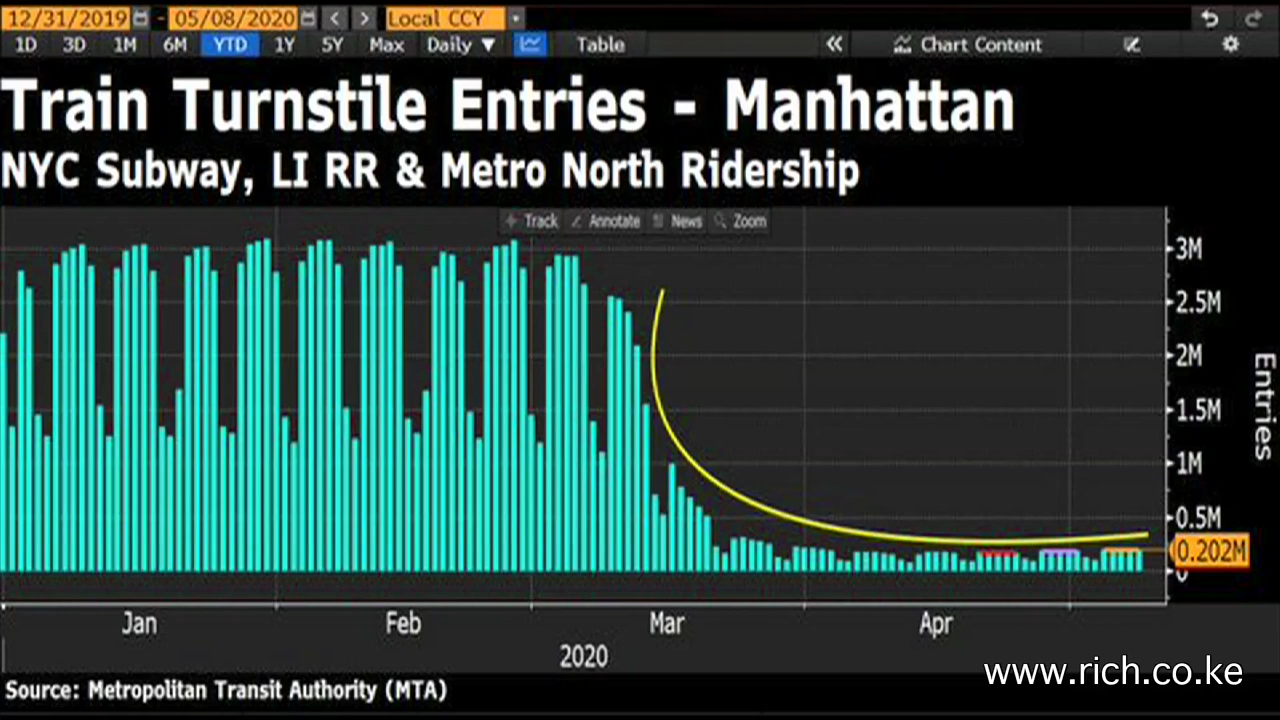 12/31/2019 - 05/08/2020 < > Local CCY
1D 3D 1M 6M YTD 1Y 5Y Max Daily ▼ Table « Chart Content
Train Turnstile Entries - Manhattan
NYC Subway, LI RR & Metro North Ridership
Track Annotate News Zoom
3M
2.5M
2M
1.5M
1M
0.5M
0.202M
0
Entries
Jan Feb Mar Apr
2020
www.rich.co.ke
Source: Metropolitan Transit Authority (MTA)